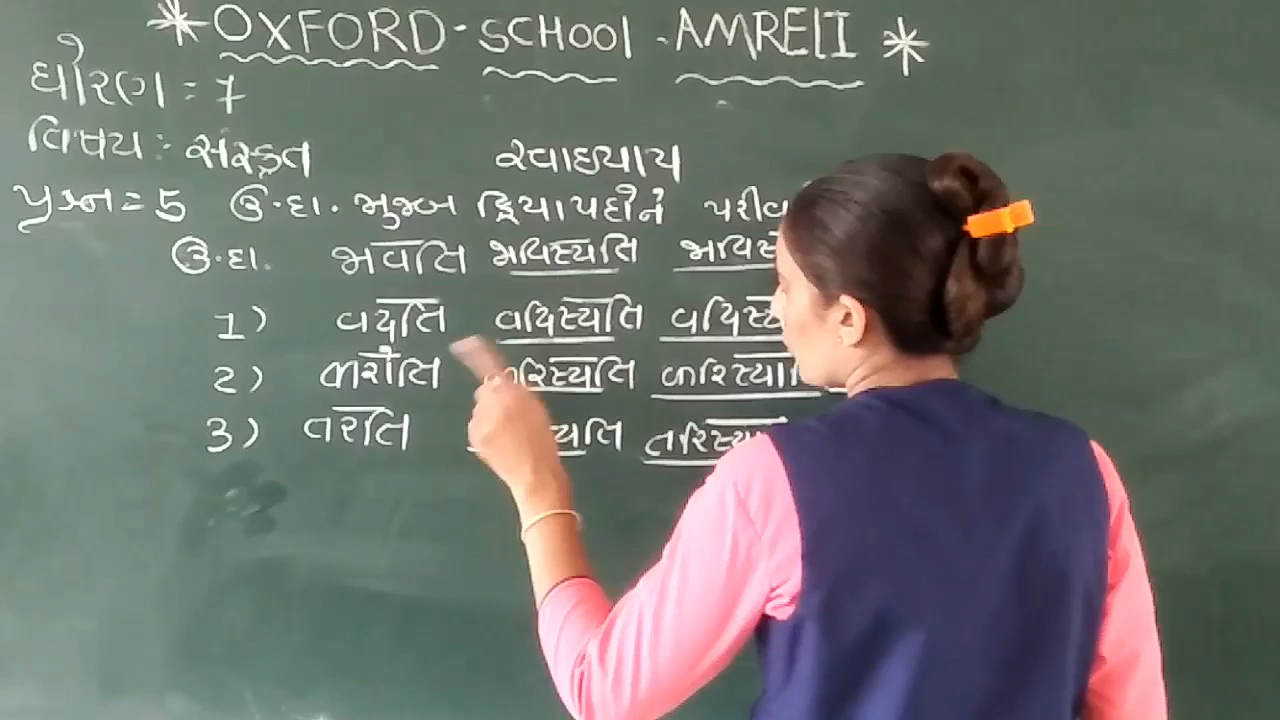 * OXFORD - SCHOOL - AMRELI *
ધોરણ = 7
વિષય : સંસ્કૃત
સ્વાધ્યાય
પ્રશ્ન = 5 ઉ.દા. મુજબ ક્રિયાપદોને
ઉ.દા. ભવતિ ભવિસ્યતિ
1) વદતિ વદિસ્યતિ
2) કરોતિ કરિસ્યતિ
3) તરતિ